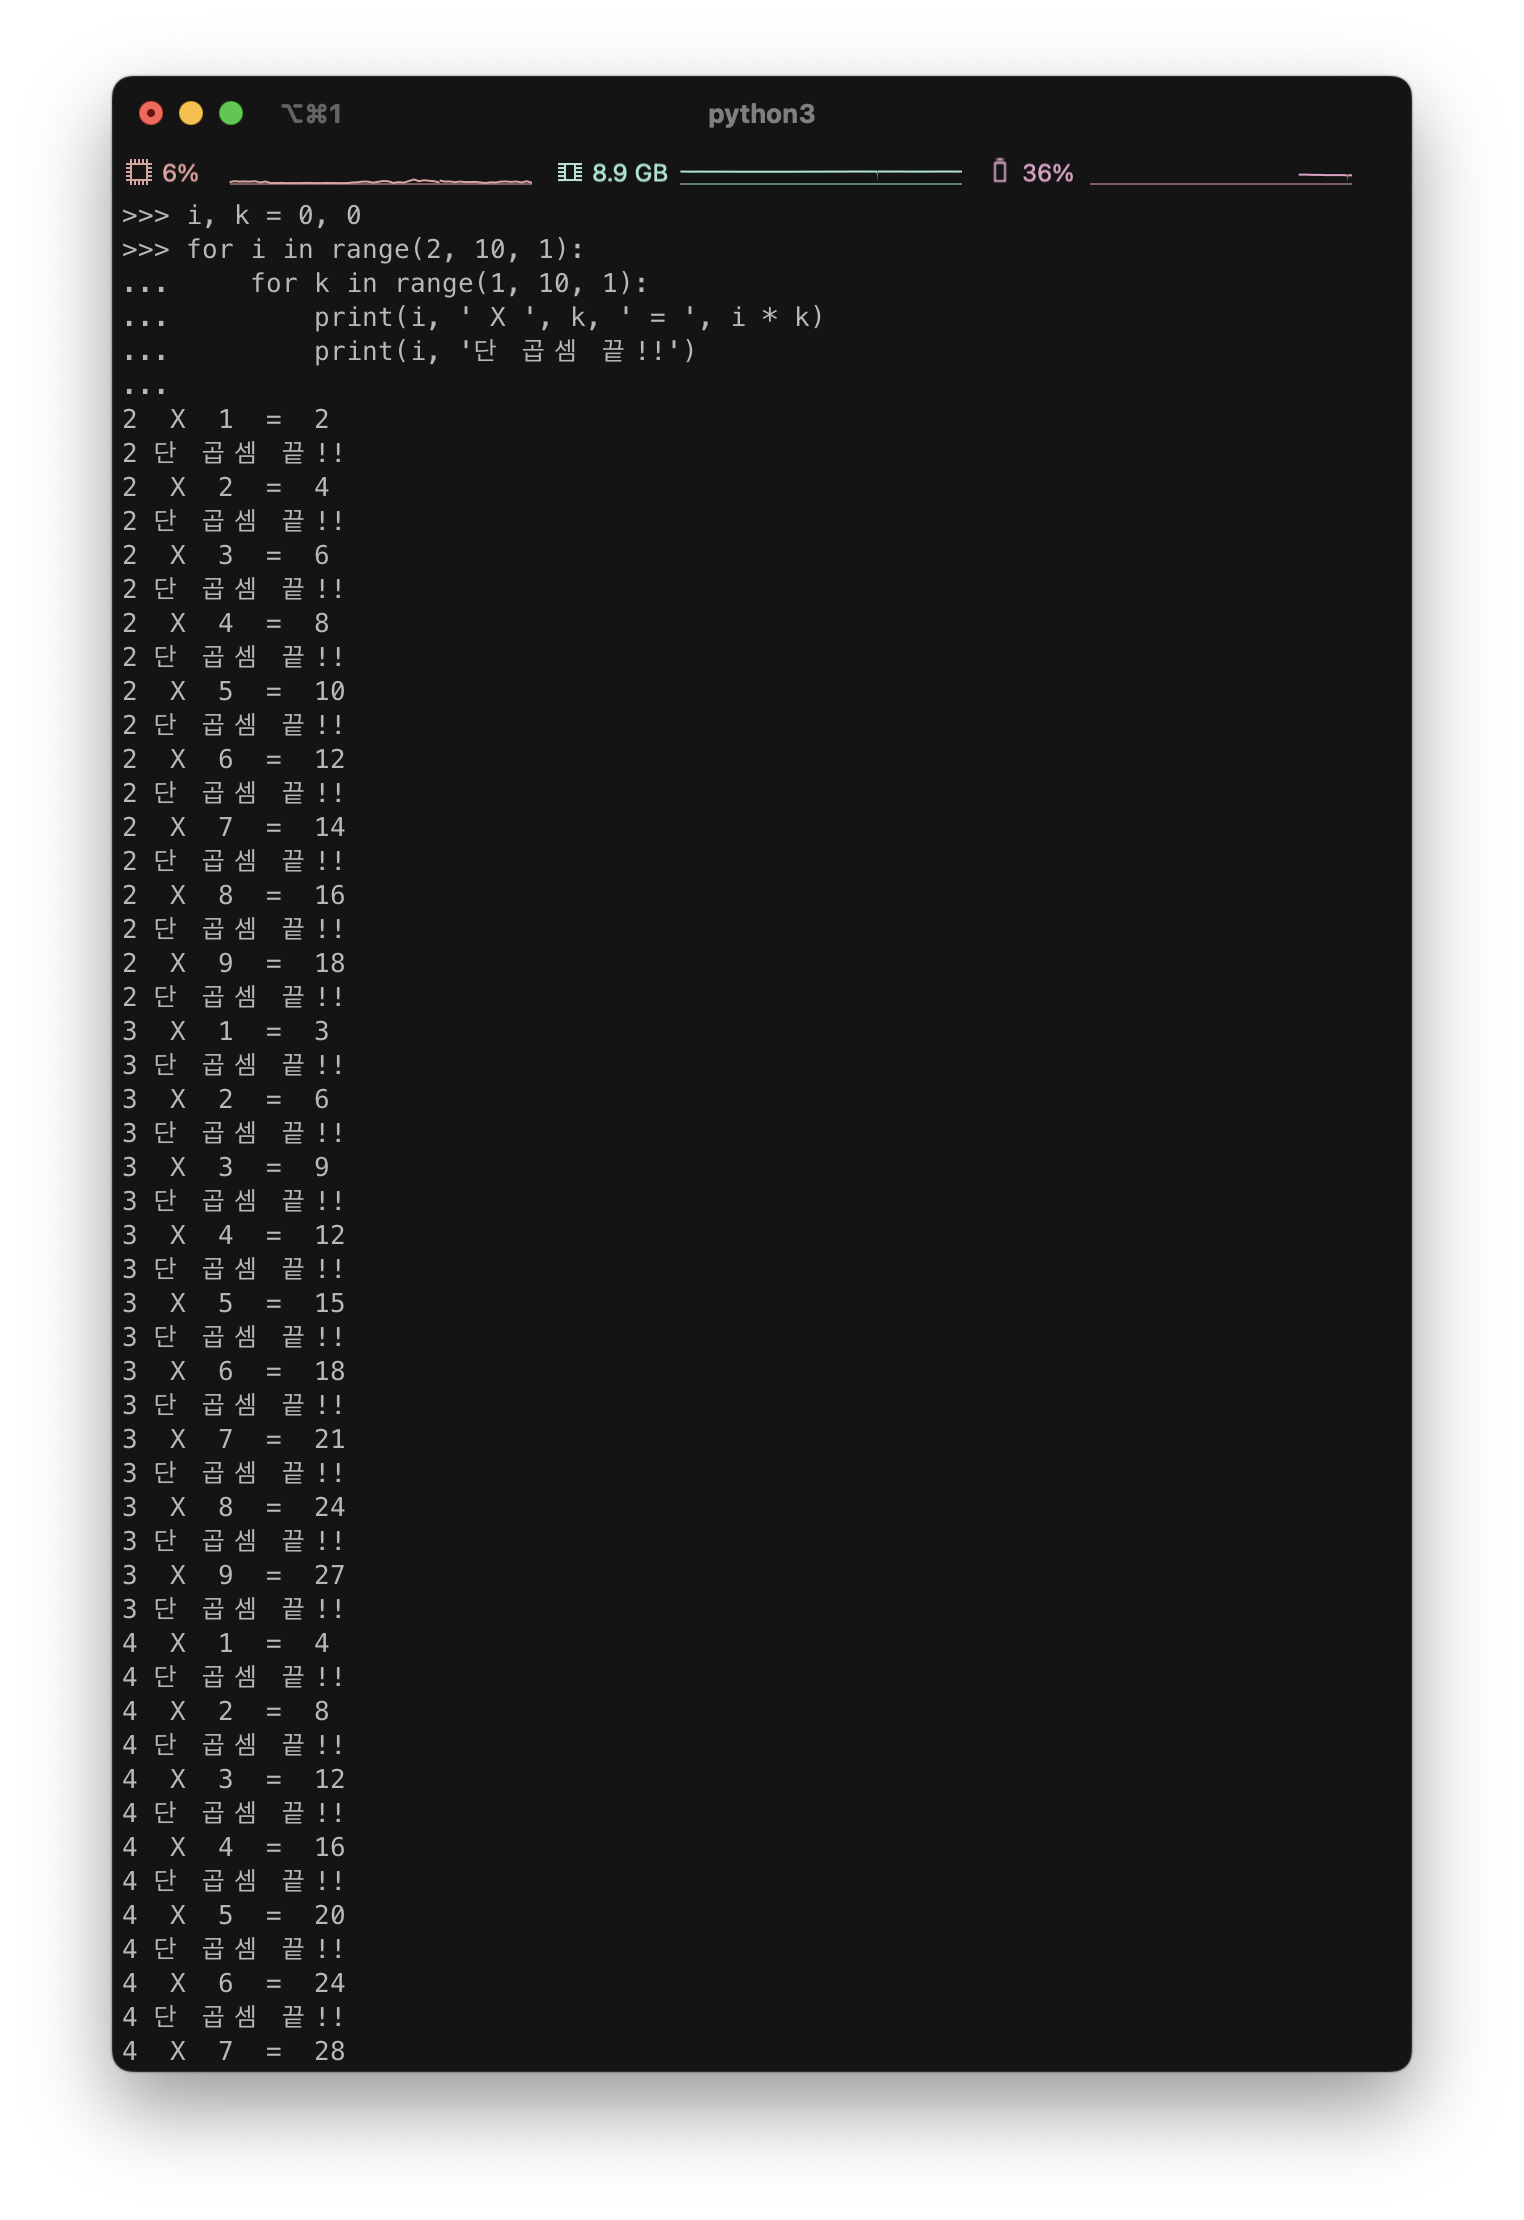 ⌥⌘1 python3
6% 8.9 GB 36%
>>> i, k = 0, 0
>>> for i in range(2, 10, 1):
...     for k in range(1, 10, 1):
...         print(i, ' X ', k, ' = ', i * k)
...         print(i, '단 곱셈 끝!!')
...
2  X  1  =  2
2 단 곱셈 끝!!
2  X  2  =  4
2 단 곱셈 끝!!
2  X  3  =  6
2 단 곱셈 끝!!
2  X  4  =  8
2 단 곱셈 끝!!
2  X  5  =  10
2 단 곱셈 끝!!
2  X  6  =  12
2 단 곱셈 끝!!
2  X  7  =  14
2 단 곱셈 끝!!
2  X  8  =  16
2 단 곱셈 끝!!
2  X  9  =  18
2 단 곱셈 끝!!
3  X  1  =  3
3 단 곱셈 끝!!
3  X  2  =  6
3 단 곱셈 끝!!
3  X  3  =  9
3 단 곱셈 끝!!
3  X  4  =  12
3 단 곱셈 끝!!
3  X  5  =  15
3 단 곱셈 끝!!
3  X  6  =  18
3 단 곱셈 끝!!
3  X  7  =  21
3 단 곱셈 끝!!
3  X  8  =  24
3 단 곱셈 끝!!
3  X  9  =  27
3 단 곱셈 끝!!
4  X  1  =  4
4 단 곱셈 끝!!
4  X  2  =  8
4 단 곱셈 끝!!
4  X  3  =  12
4 단 곱셈 끝!!
4  X  4  =  16
4 단 곱셈 끝!!
4  X  5  =  20
4 단 곱셈 끝!!
4  X  6  =  24
4 단 곱셈 끝!!
4  X  7  =  28